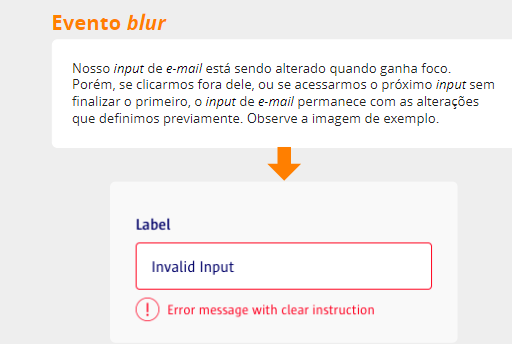 Evento blur
Nosso input de e-mail está sendo alterado quando ganha foco.
Porém, se clicarmos fora dele, ou se acessarmos o próximo input sem
finalizar o primeiro, o input de e-mail permanece com as alterações
que definimos previamente. Observe a imagem de exemplo.
Label
Invalid Input
! Error message with clear instruction